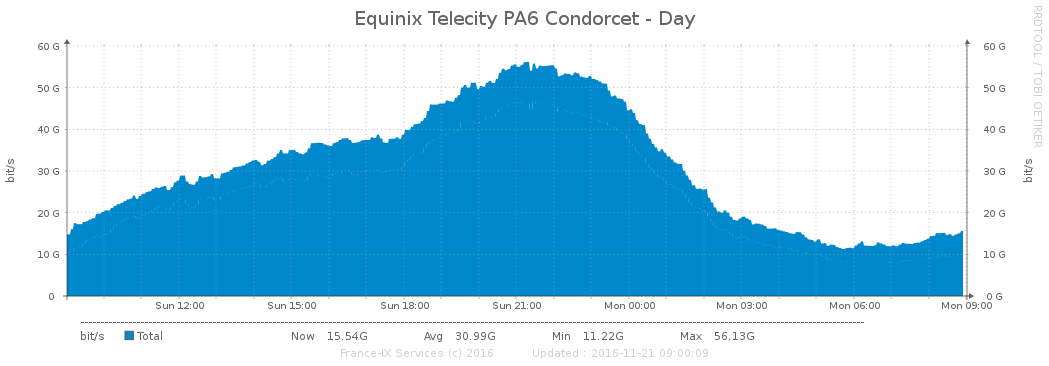 Equinix Telecity PA6 Condorcet - Day
RRDTOOL / TOBI OETIKER
60 G 60 G
50 G 50 G
40 G 40 G
30 G 30 G
20 G 20 G
10 G 10 G
0 0 G
bit/s bit/s
Sun 12:00 Sun 15:00 Sun 18:00 Sun 21:00 Mon 00:00 Mon 03:00 Mon 06:00 Mon 09:00
bit/s Total Now 15.54G Avg 30.99G Min 11.22G Max 56.13G
France-IX Services (c) 2016 Updated : 2016-11-21 09:00:09